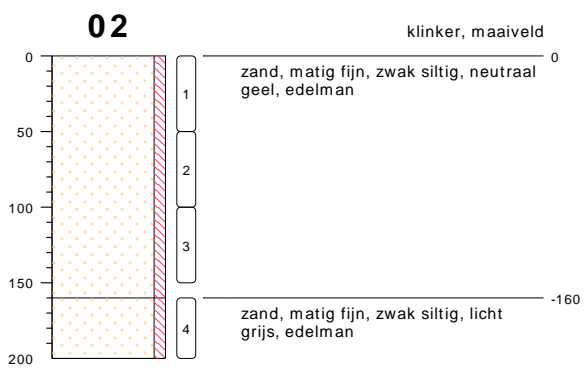 02
klinker, maaiveld
0
0
zand, matig fijn, zwak siltig, neutraal
geel, edelman
1
50
2
100
3
150
-160
zand, matig fijn, zwak siltig, licht
grijs, edelman
4
200